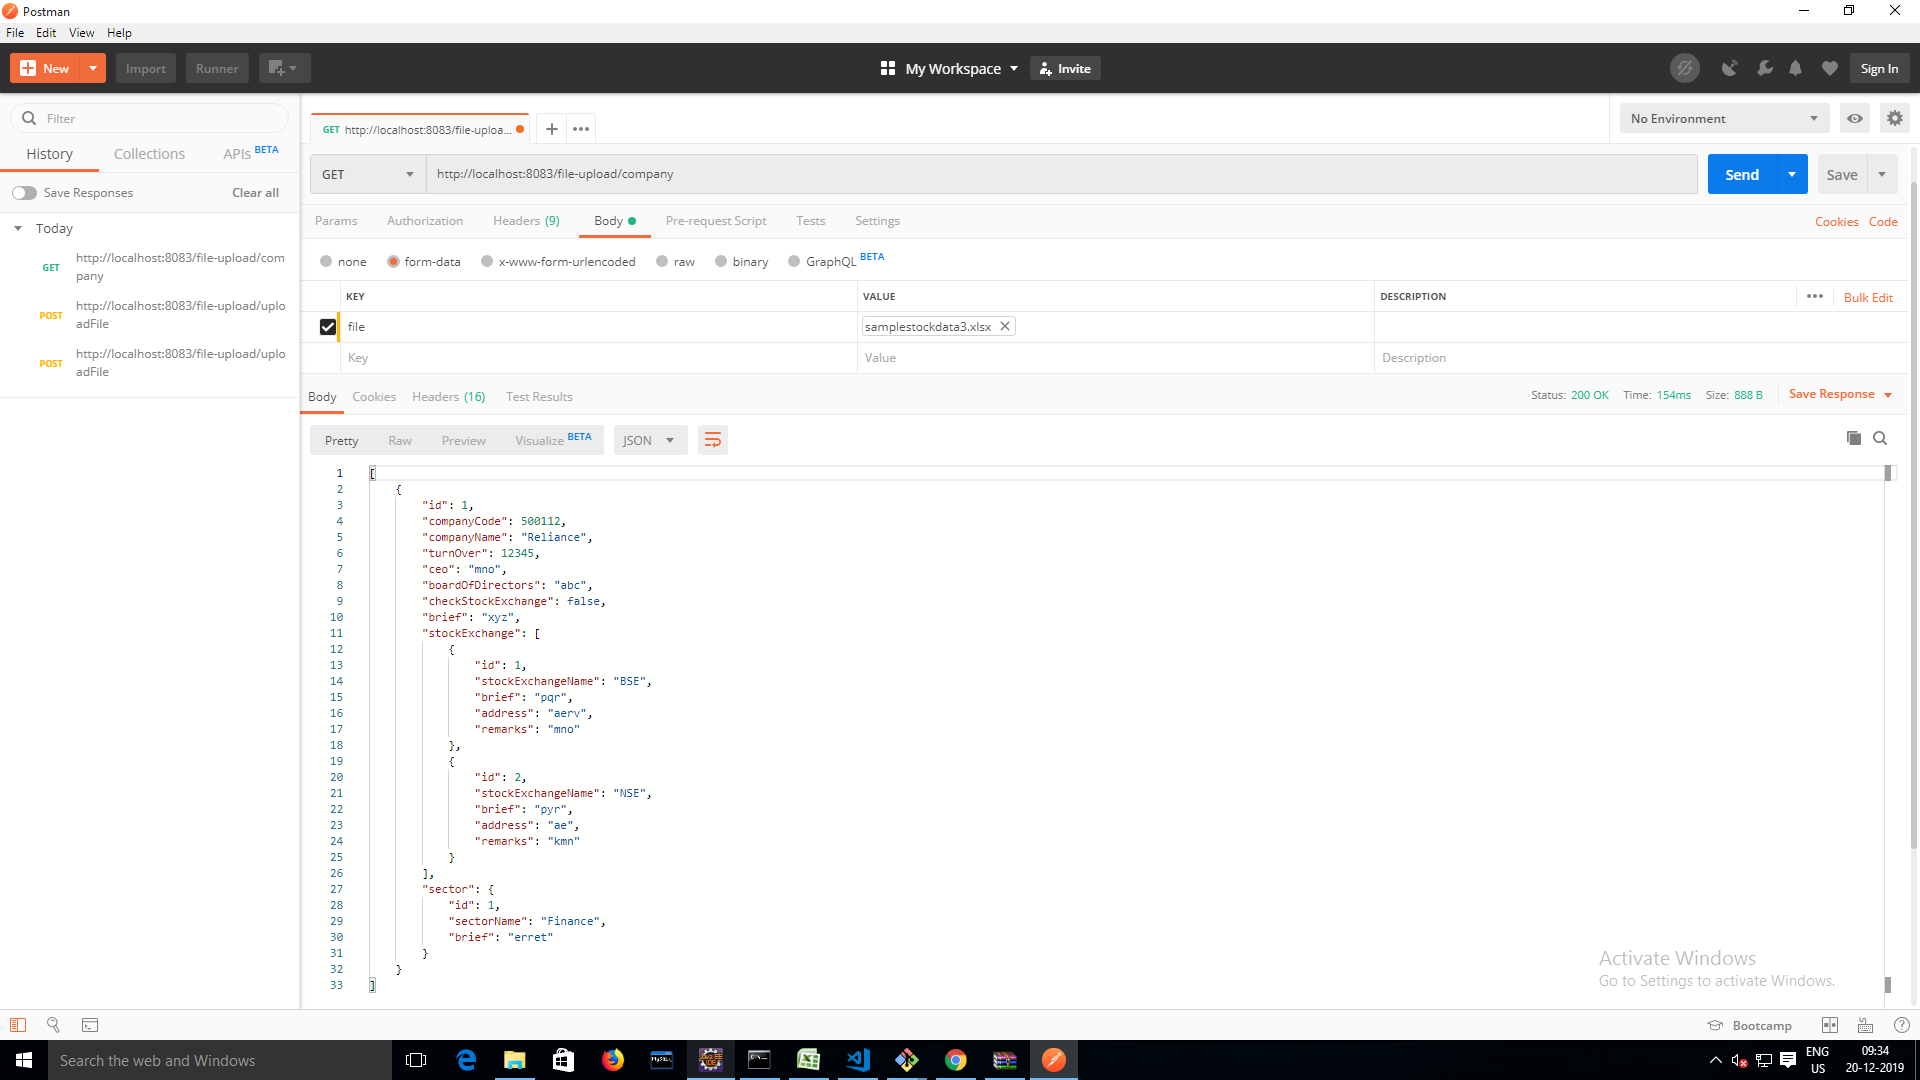 Postman
File Edit View Help
New Import Runner My Workspace Invite Sign In
Filter
History Collections APIs BETA
Save Responses Clear all
Today
GET http://localhost:8083/file-upload/com
pany
POST http://localhost:8083/file-upload/uplo
adFile
POST http://localhost:8083/file-upload/uplo
adFile
GET http://localhost:8083/file-uploa...
No Environment
GET http://localhost:8083/file-upload/company Send Save
Params Authorization Headers (9) Body Pre-request Script Tests Settings Cookies Code
none form-data x-www-form-urlencoded raw binary GraphQL BETA
KEY VALUE DESCRIPTION Bulk Edit
file samplestockdata3.xlsx
Key Value Description
Body Cookies Headers (16) Test Results Status: 200 OK Time: 154ms Size: 888 B Save Response
Pretty Raw Preview Visualize BETA JSON
1 [
2 {
3 "id": 1,
4 "companyCode": 500112,
5 "companyName": "Reliance",
6 "turnOver": 12345,
7 "ceo": "mno",
8 "boardOfDirectors": "abc",
9 "checkStockExchange": false,
10 "brief": "xyz",
11 "stockExchange": [
12 {
13 "id": 1,
14 "stockExchangeName": "BSE",
15 "brief": "pqr",
16 "address": "aerv",
17 "remarks": "mno"
18 },
19 {
20 "id": 2,
21 "stockExchangeName": "NSE",
22 "brief": "pyr",
23 "address": "ae",
24 "remarks": "kmn"
25 }
26 ],
27 "sector": {
28 "id": 1,
29 "sectorName": "Finance",
30 "brief": "erret"
31 }
32 }
33 ]
Activate Windows
Go to Settings to activate Windows.
Bootcamp
Search the web and Windows
ENG
US
09:34
20-12-2019